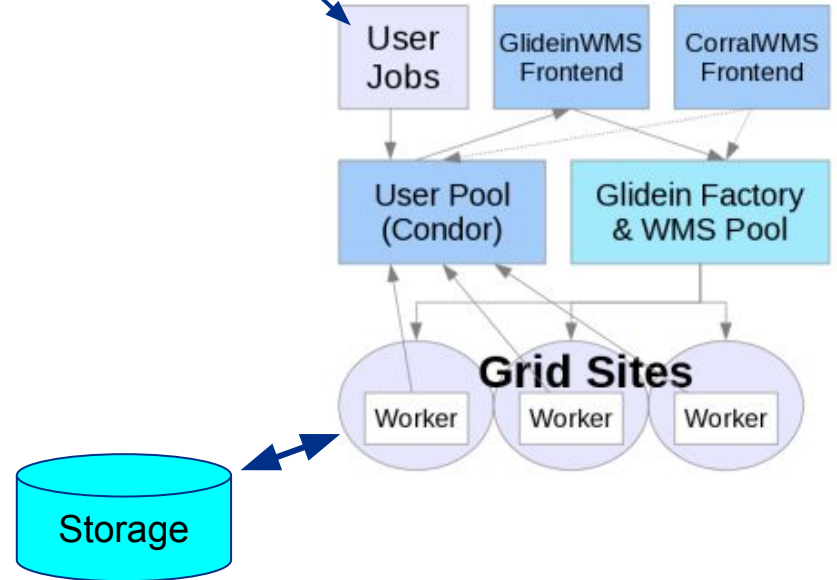 User
Jobs
GlideinWMS
Frontend
CorralWMS
Frontend
User Pool
(Condor)
Glidein Factory
& WMS Pool
Grid Sites
Worker
Worker
Worker
Storage